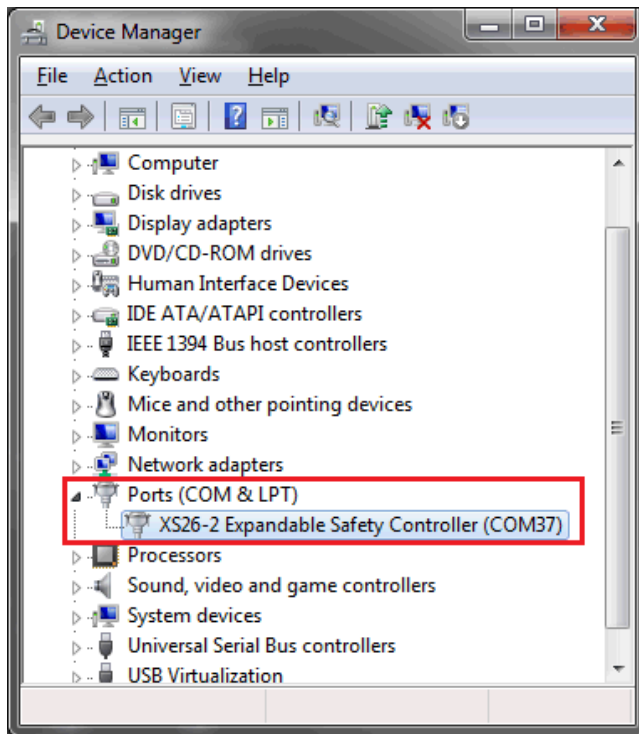 Device Manager
File Action View Help
Computer
Disk drives
Display adapters
DVD/CD-ROM drives
Human Interface Devices
IDE ATA/ATAPI controllers
IEEE 1394 Bus host controllers
Keyboards
Mice and other pointing devices
Monitors
Network adapters
Ports (COM & LPT)
XS26-2 Expandable Safety Controller (COM37)
Processors
Sound, video and game controllers
System devices
Universal Serial Bus controllers
USB Virtualization